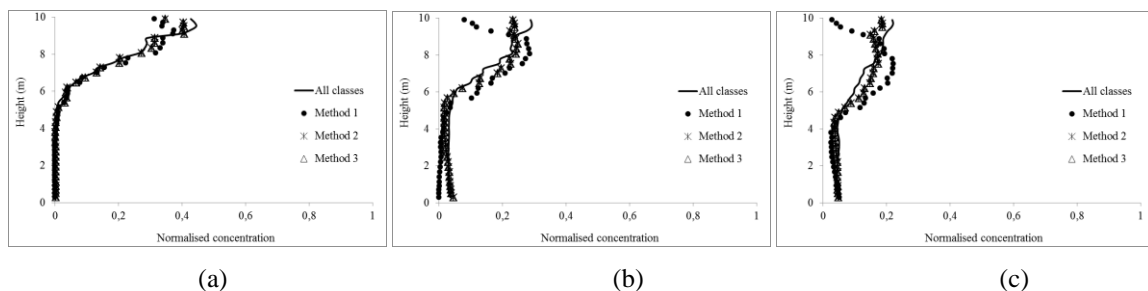 10
8
6
4
2
0
Height (m)
0
0,2
0,4
0,6
0,8
1
Normalised concentration
All classes
Method 1
Method 2
Method 3
(a)
10
8
6
4
2
0
Height (m)
0
0,2
0,4
0,6
0,8
1
Normalised concentration
All classes
Method 1
Method 2
Method 3
(b)
10
8
6
4
2
0
Height (m)
0
0,2
0,4
0,6
0,8
1
Normalised concentration
All classes
Method 1
Method 2
Method 3
(c)